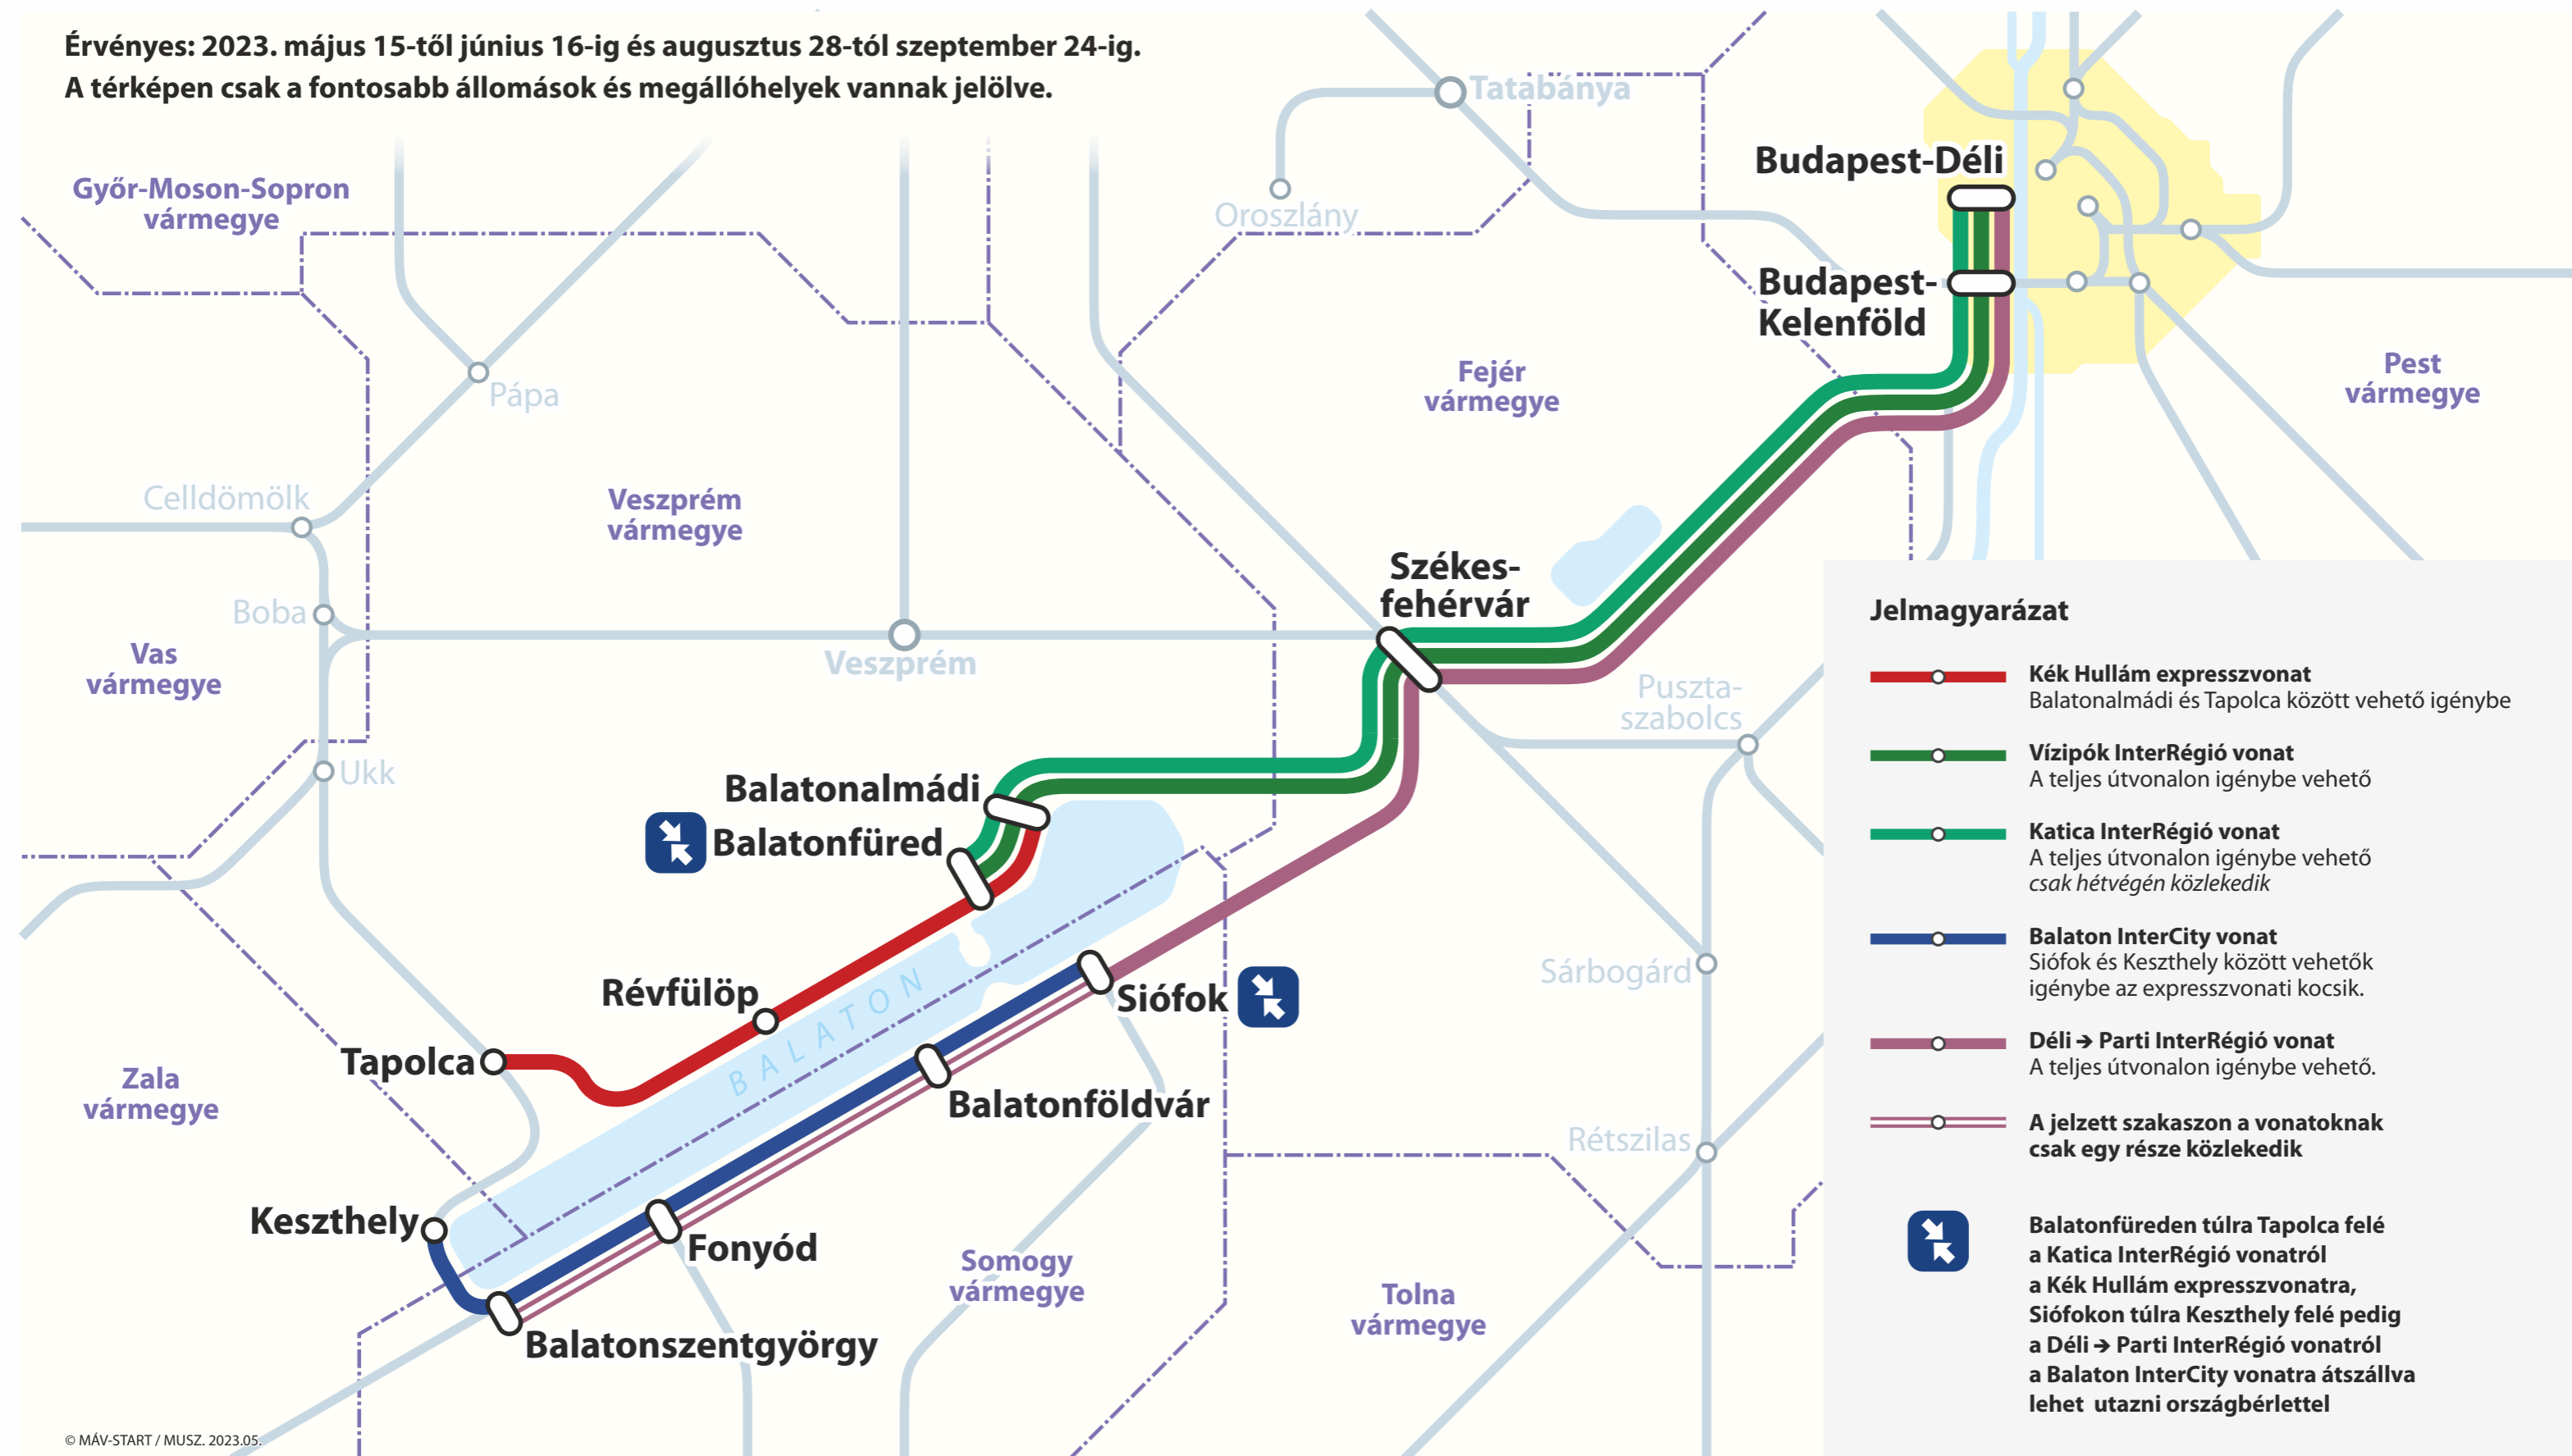 Érvényes: 2023. május 15-től június 16-ig és augusztus 28-tól szeptember 24-ig.
A térképen csak a fontosabb állomások és megállóhelyek vannak jelölve.
Tatabánya
Budapest-Déli
Győr-Moson-Sopron
vármegye
Oroszlány
Budapest-
Kelenföld
Fejér
vármegye
Pest
vármegye
Pápa
Celldömölk
Veszprém
vármegye
Székes-
fehérvár
Boba
Vas
vármegye
Veszprém
Puszta-
szabolcs
Ukk
Balatonalmádi
Balatonfüred
Sárbogárd
Révfülöp
BALATON
Siófok
Tapolca
Zala
vármegye
Balatonföldvár
Rétszilas
Keszthely
Fonyód
Somogy
vármegye
Tolna
vármegye
Balatonszentgyörgy
© MÁV-START / MUSZ. 2023.05.
Jelmagyarázat
Kék Hullám expresszvonat
Balatonalmádi és Tapolca között vehető igénybe
Vízipók InterRégió vonat
A teljes útvonalon igénybe vehető
Katica InterRégió vonat
A teljes útvonalon igénybe vehető
csak hétvégén közlekedik
Balaton InterCity vonat
Siófok és Keszthely között vehetők
igénybe az expresszvonati kocsik.
Déli ➔ Parti InterRégió vonat
A teljes útvonalon igénybe vehető.
A jelzett szakaszon a vonatoknak
csak egy része közlekedik
Balatonfüreden túlra Tapolca felé
a Katica InterRégió vonatról
a Kék Hullám expresszvonatra,
Siófokon túlra Keszthely felé pedig
a Déli ➔ Parti InterRégió vonatról
a Balaton InterCity vonatra átszállva
lehet utazni országbérlettel